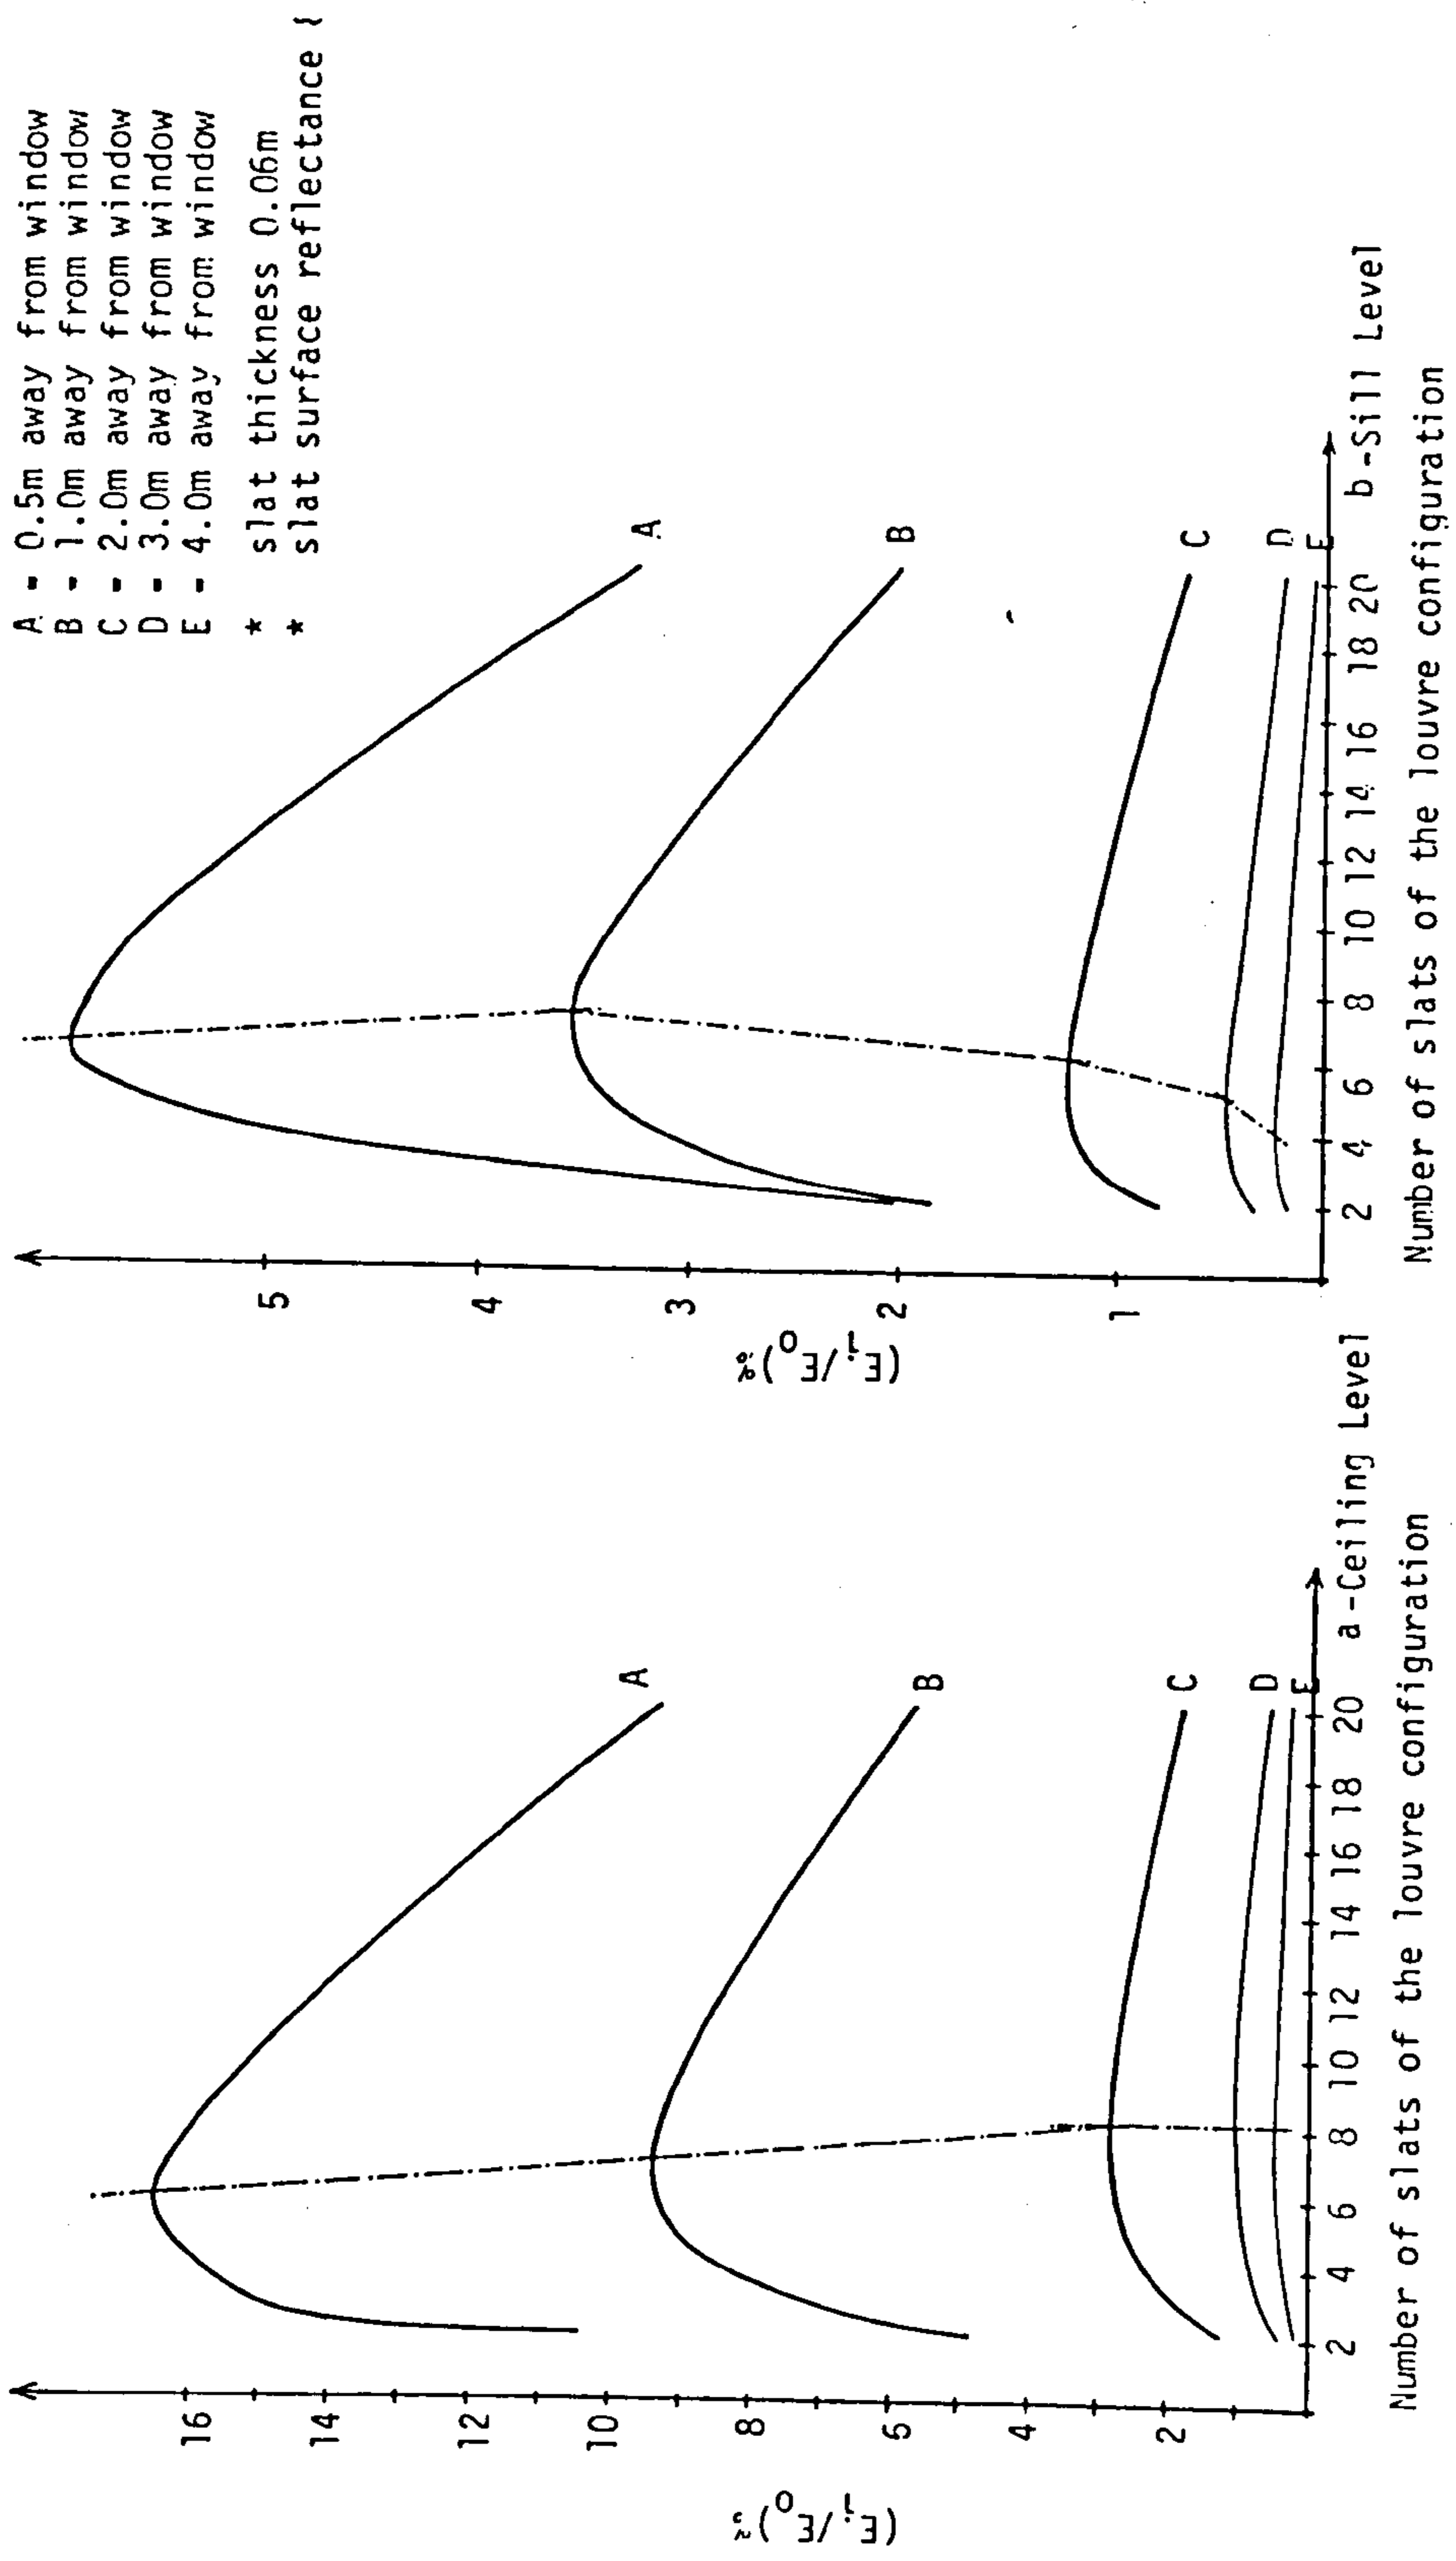 A - 0.5m away from window
B - 1.0m away from window
C - 2.0m away from window
D - 3.0m away from window
E - 4.0m away from window
* slat thickness 0.06m
* slat surface reflectance
(Ei/Eo)%
16
14
12
10
8
6
4
2
A
B
C
D
E
2 4 6 8 10 12 14 16 18 20
a-Ceiling Level
Number of slats of the louvre configuration
(Ei/Eo)%
5
4
3
2
1
A
B
C
D
E
2 4 6 8 10 12 14 16 18 20
b-Sill Level
Number of slats of the louvre configuration